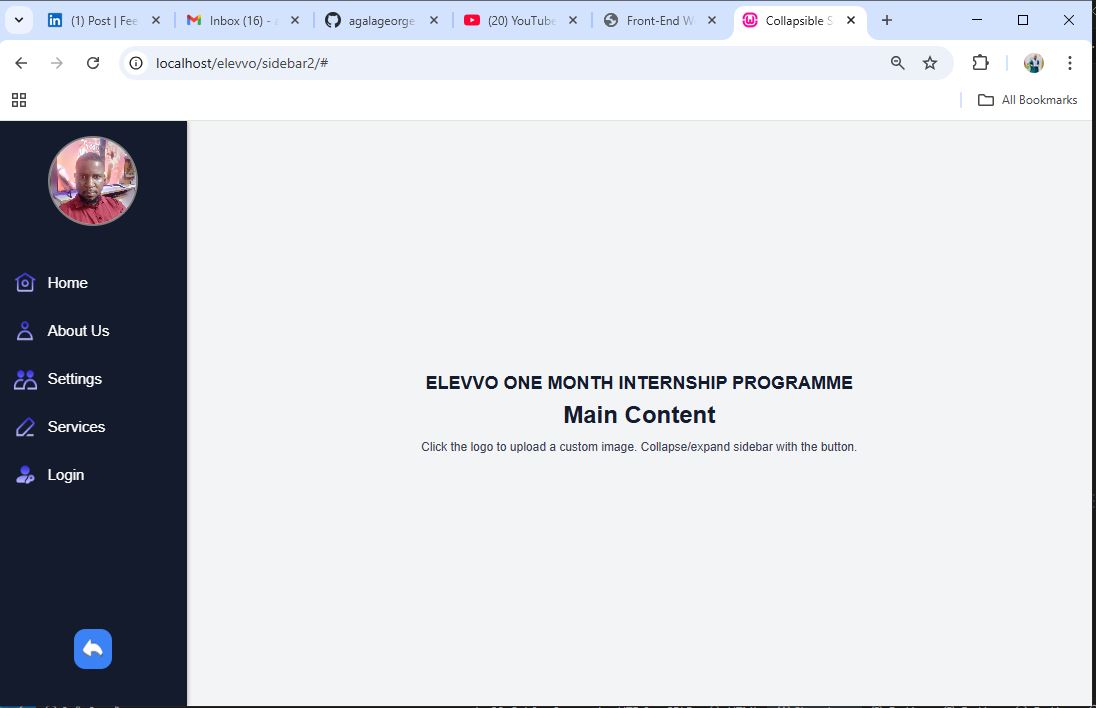 (1) Post | Fee
Inbox (16) -
agalageorge
(20) YouTube
Front-End W
Collapsible S
localhost/elevvo/sidebar2/#
All Bookmarks
Home
About Us
Settings
Services
Login
ELEVVO ONE MONTH INTERNSHIP PROGRAMME
Main Content
Click the logo to upload a custom image. Collapse/expand sidebar with the button.